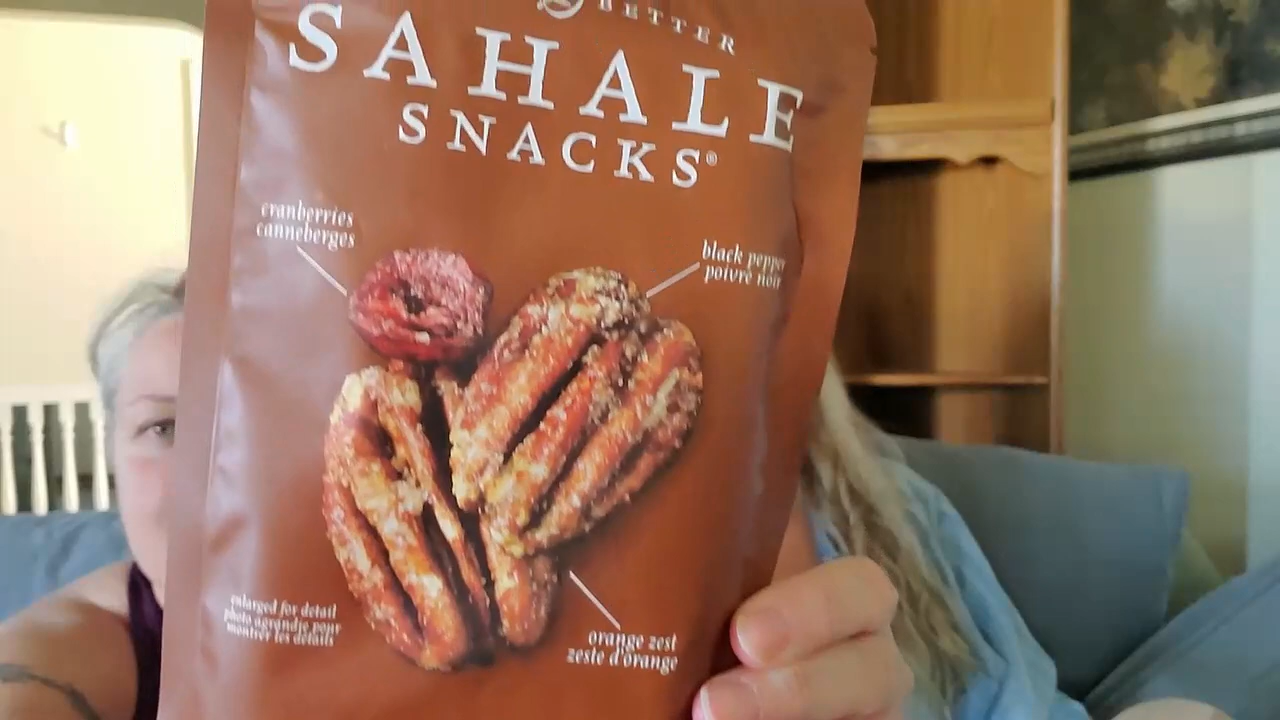 BETTER
SAHALE
SNACKS®
cranberries
canneberges
black pepper
poivre noir
enlarged for detail
photo agrandie pour
montrer les détails
orange zest
zeste d'orange